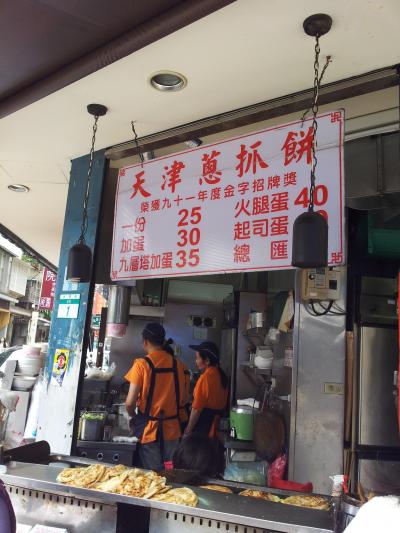 天津蔥抓餅
榮獲九十一年度金字招牌獎
一份 25
加蛋 30
九層塔加蛋 35
火腿蛋 40
起司蛋
總匯